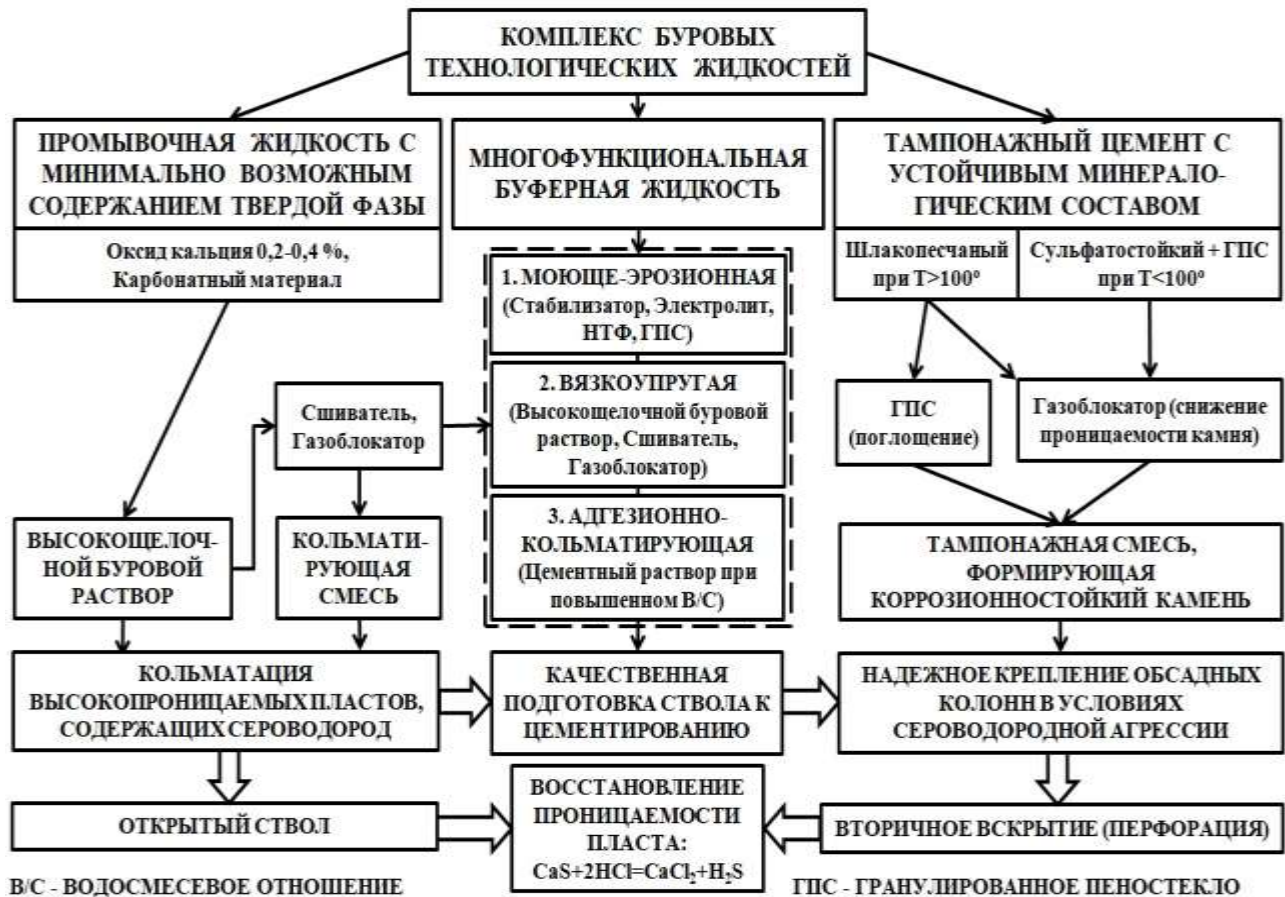 КОМПЛЕКС БУРОВЫХ
ТЕХНОЛОГИЧЕСКИХ ЖИДКОСТЕЙ
ПРОМЫВОЧНАЯ ЖИДКОСТЬ С
МИНИМАЛЬНО ВОЗМОЖНЫМ
СОДЕРЖАНИЕМ ТВЕРДОЙ ФАЗЫ
Оксид кальция 0,2-0,4 %,
Карбонатный материал
МНОГОФУНКЦИОНАЛЬНАЯ
БУФЕРНАЯ ЖИДКОСТЬ
ТАМПОНАЖНЫЙ ЦЕМЕНТ С
УСТОЙЧИВЫМ МИНЕРАЛО-
ГИЧЕСКИМ СОСТАВОМ
Шлакопесчаный
при Т>100°
Сульфатостойкий + ГПС
при Т<100°
1. МОЮЩЕ-ЭРОЗИОННАЯ
(Стабилизатор, Электролит,
НТФ, ГПС)
2. ВЯЗКОУПРУГАЯ
(Высокощелочной буровой
раствор, Сшиватель,
Газоблокатор)
3. АДГЕЗИОННО-
КОЛЬМАТИРУЮЩАЯ
(Цементный раствор при
повышенном В/С)
Сшиватель,
Газоблокатор
ГПС
(поглощение)
Газоблокатор (снижение
проницаемости камня)
ВЫСОКОЩЕЛОЧ-
НОЙ БУРОВОЙ
РАСТВОР
КОЛЬМАТИ-
РУЮЩАЯ
СМЕСЬ
ТАМПОНАЖНАЯ СМЕСЬ,
ФОРМИРУЮЩАЯ
КОРРОЗИОННОСТОЙКИЙ КАМЕНЬ
КОЛЬМАТАЦИЯ
ВЫСОКОПРОНИЦАЕМЫХ ПЛАСТОВ,
СОДЕРЖАЩИХ СЕРОВОДОРОД
КАЧЕСТВЕННАЯ
ПОДГОТОВКА СТВОЛА К
ЦЕМЕНТИРОВАНИЮ
НАДЕЖНОЕ КРЕПЛЕНИЕ ОБСАДНЫХ
КОЛОНН В УСЛОВИЯХ
СЕРОВОДОРОДНОЙ АГРЕССИИ
ОТКРЫТЫЙ СТВОЛ
ВОССТАНОВЛЕНИЕ
ПРОНИЦАЕМОСТИ
ПЛАСТА:
CaS+2HCl=CaCl₂+H₂S
ВТОРИЧНОЕ ВСКРЫТИЕ (ПЕРФОРАЦИЯ)
В/С - ВОДОСМЕСЕВОЕ ОТНОШЕНИЕ
ГПС - ГРАНУЛИРОВАННОЕ ПЕНОСТЕКЛО